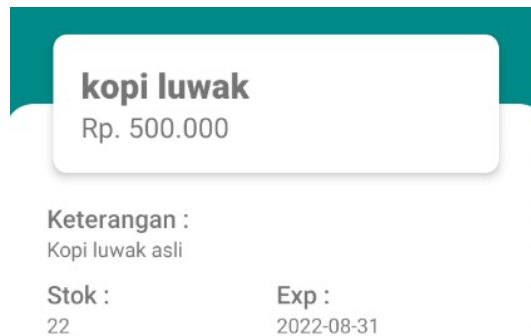 kopi luwak
Rp. 500.000
Keterangan :
Kopi luwak asli
Stok :
Exp :
22
2022-08-31